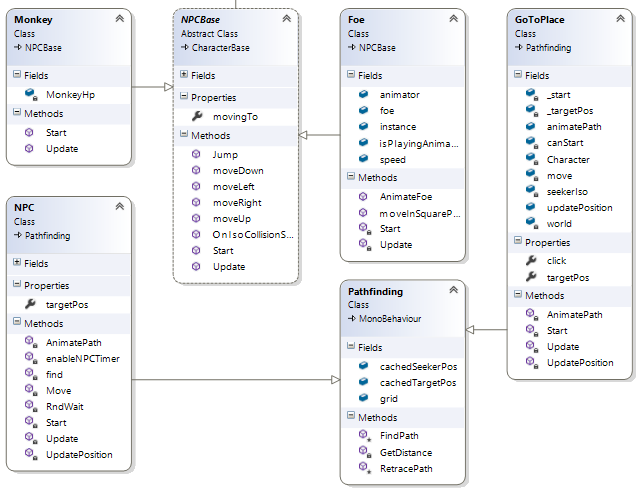 Monkey
Class
NPCBase
Fields
MonkeyHp
Methods
Start
Update
NPCBase
Abstract Class
CharacterBase
Fields
Properties
movingTo
Methods
Jump
moveDown
moveLeft
moveRight
moveUp
OnIsoCollisionS...
Start
Update
Foe
Class
NPCBase
Fields
animator
foe
instance
isPlayingAnima...
speed
Methods
AnimateFoe
moveInSquareP...
Start
Update
GoToPlace
Class
Pathfinding
Fields
_start
_targetPos
animatePath
canStart
Character
move
seekerIso
updatePosition
world
Properties
click
targetPos
Methods
AnimatePath
Start
Update
UpdatePosition
NPC
Class
Pathfinding
Fields
Properties
targetPos
Methods
AnimatePath
enableNPCTimer
find
Move
RndWait
Start
Update
UpdatePosition
Pathfinding
Class
MonoBehaviour
Fields
cachedSeekerPos
cachedTargetPos
grid
Methods
FindPath
GetDistance
RetracePath